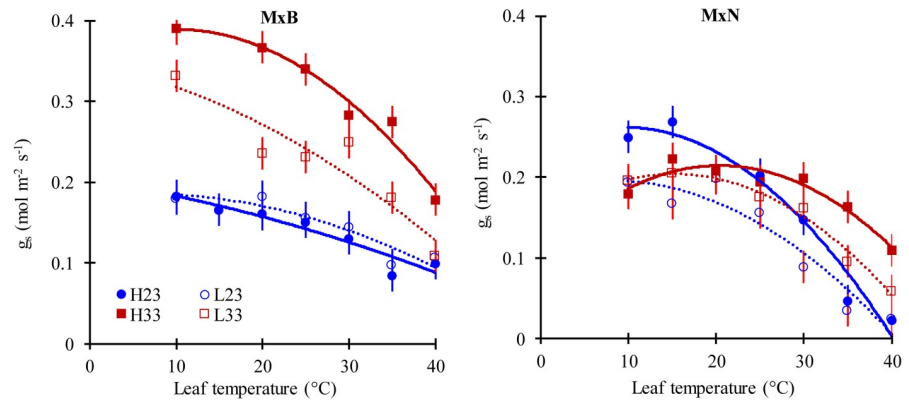 MxB
0.4
0.3
0.2
0.1
0
gs (mol m-2 s-1)
H23 L23
H33 L33
0 10 20 30 40
Leaf temperature (°C)
MxN
0.4
0.3
0.2
0.1
0
gs (mol m-2 s-1)
0 10 20 30 40
Leaf temperature (°C)